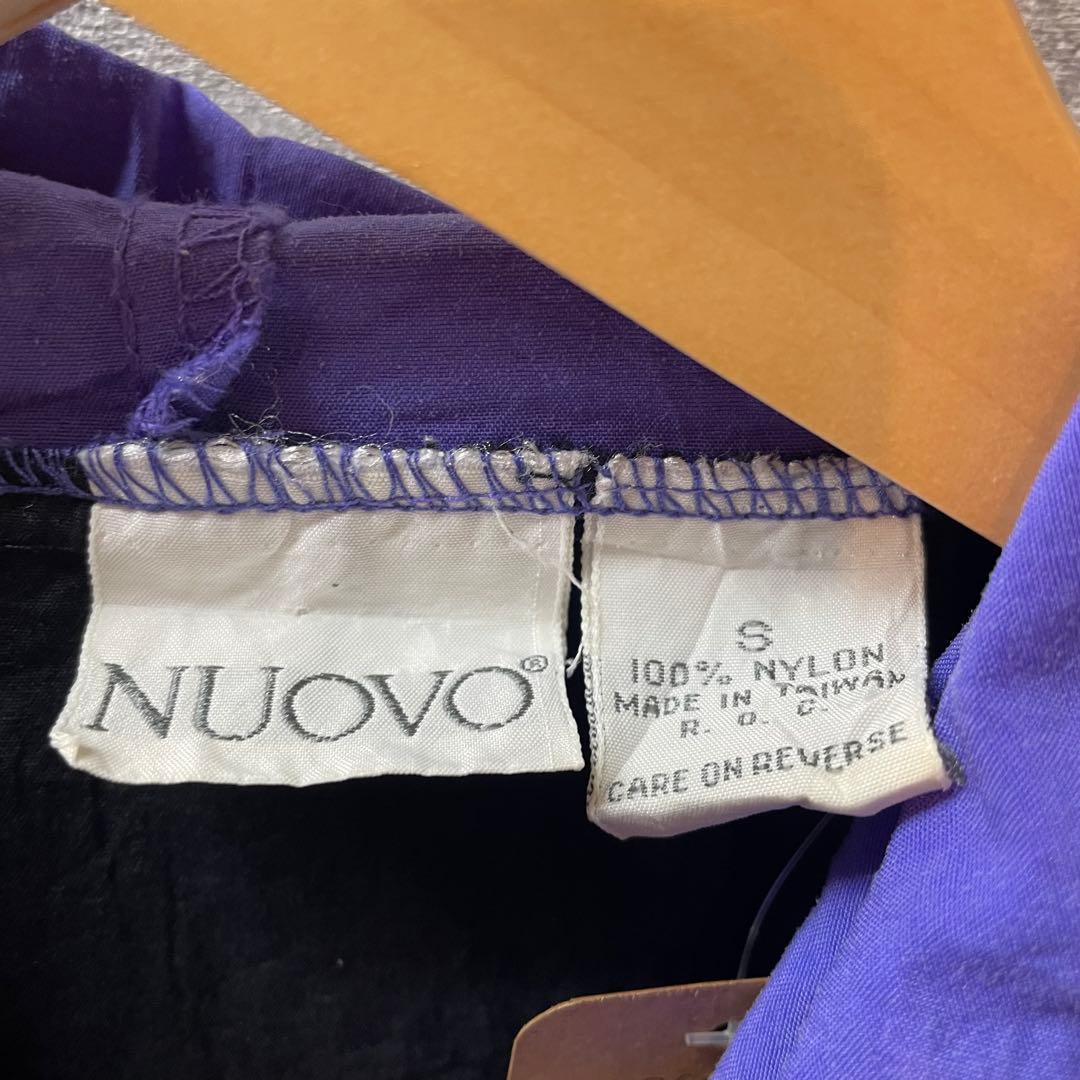 NUOVO®
S
100% NYLON
MADE IN TAIWAN
R. O. C.
CARE ON REVERSE